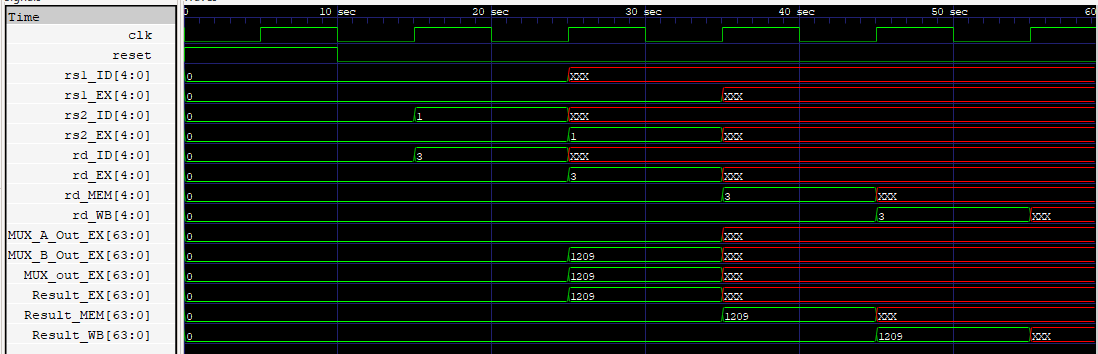 Time 0 10 sec 20 sec 30 sec 40 sec 50 sec 60
clk
reset
rs1_ID[4:0] 0 XXX
rs1_EX[4:0] 0 XXX
rs2_ID[4:0] 0 1 XXX
rs2_EX[4:0] 0 1 XXX
rd_ID[4:0] 0 3 XXX
rd_EX[4:0] 0 3 XXX
rd_MEM[4:0] 0 3 XXX
rd_WB[4:0] 0 3 XXX
MUX_A_Out_EX[63:0] 0 XXX
MUX_B_Out_EX[63:0] 0 1209 XXX
MUX_out_EX[63:0] 0 1209 XXX
Result_EX[63:0] 0 1209 XXX
Result_MEM[63:0] 0 1209 XXX
Result_WB[63:0] 0 1209 XXX